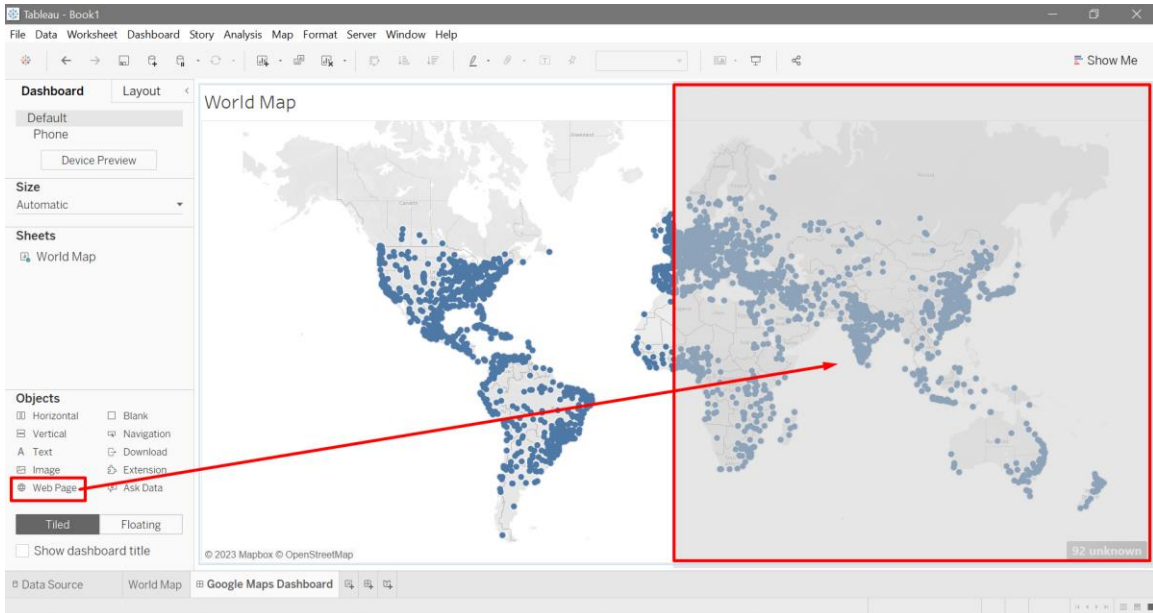 Tableau - Book1
File Data Worksheet Dashboard Story Analysis Map Format Server Window Help
Show Me
Dashboard Layout
Default
Phone
Device Preview
Size
Automatic
Sheets
World Map
Objects
Horizontal Blank
Vertical Navigation
A Text Download
Image Extension
Web Page Ask Data
Tiled Floating
Show dashboard title
World Map
Greenland
Canada
© 2023 Mapbox © OpenStreetMap
92 unknown
Data Source World Map Google Maps Dashboard